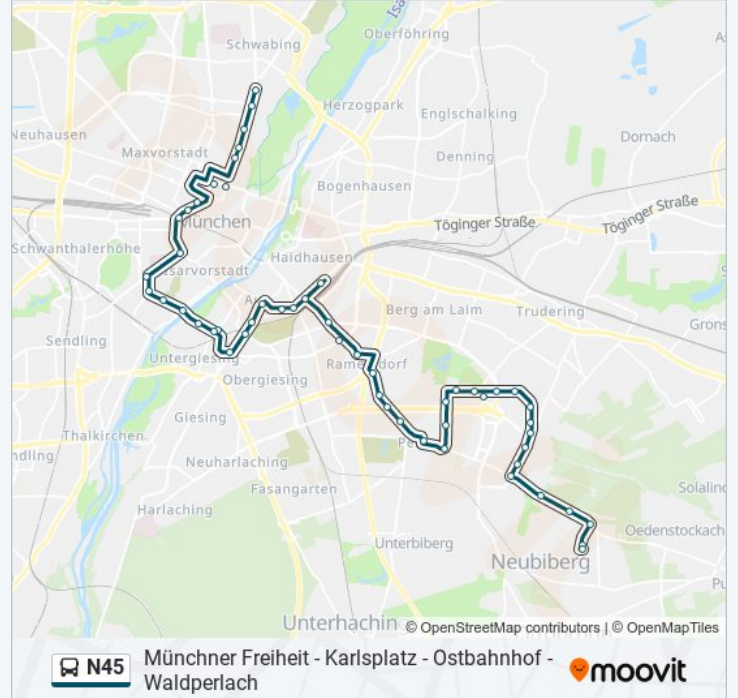 Schwabing
Oberföhring
Herzogpark
Neuhausen
Englschalking
Dornach
Maxvorstadt
Denning
Bogenhausen
München
Töginger Straße
Töginger Straße
Schwanthalerhöhe
Haidhausen
Isarvorstadt
Berg am Laim
Trudering
Sendling
Untergiesing
Ramersdorf
Obergiesing
Giesing
Thalkirchen
Neuharlaching
Fasangarten
Harlaching
Oedenstockach
Unterbiberg
Neubiberg
Unterhaching
© OpenStreetMap contributors | © OpenMapTiles
N45
Münchner Freiheit - Karlsplatz - Ostbahnhof -
Waldperlach
moovit